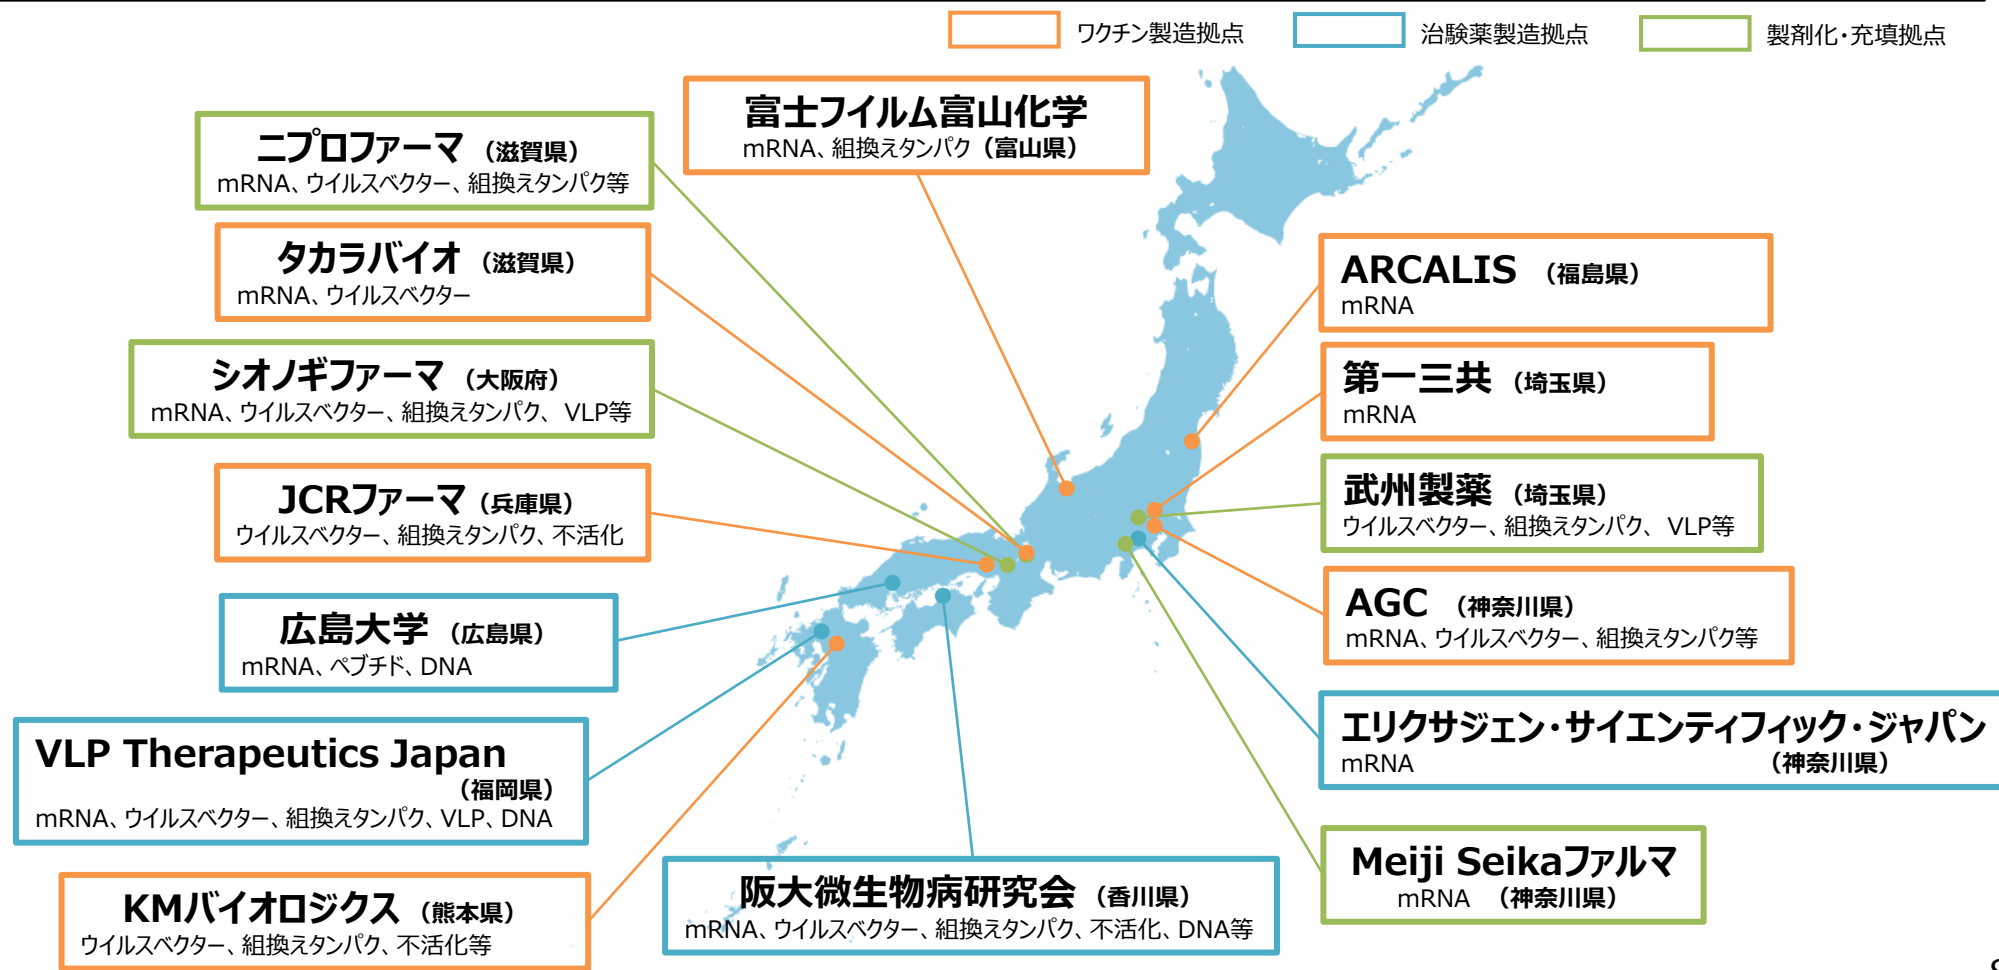 ワクチン製造拠点
治験薬製造拠点
製剤化・充填拠点
富士フイルム富山化学
mRNA、組換えタンパク（富山県）
ニプロファーマ（滋賀県）
mRNA、ウイルスベクター、組換えタンパク等
タカラバイオ（滋賀県）
mRNA、ウイルスベクター
シオノギファーマ（大阪府）
mRNA、ウイルスベクター、組換えタンパク、VLP等
JCRファーマ（兵庫県）
ウイルスベクター、組換えタンパク、不活化
広島大学（広島県）
mRNA、ペプチド、DNA
VLP Therapeutics Japan
（福岡県）
mRNA、ウイルスベクター、組換えタンパク、VLP、DNA
KMバイオロジクス（熊本県）
ウイルスベクター、組換えタンパク、不活化等
阪大微生物病研究会（香川県）
mRNA、ウイルスベクター、組換えタンパク、不活化、DNA等
ARCALIS（福島県）
mRNA
第一三共（埼玉県）
mRNA
武州製薬（埼玉県）
ウイルスベクター、組換えタンパク、VLP等
AGC（神奈川県）
mRNA、ウイルスベクター、組換えタンパク等
エリクサジェン・サイエンティフィック・ジャパン
mRNA（神奈川県）
Meiji Seikaファルマ
mRNA（神奈川県）